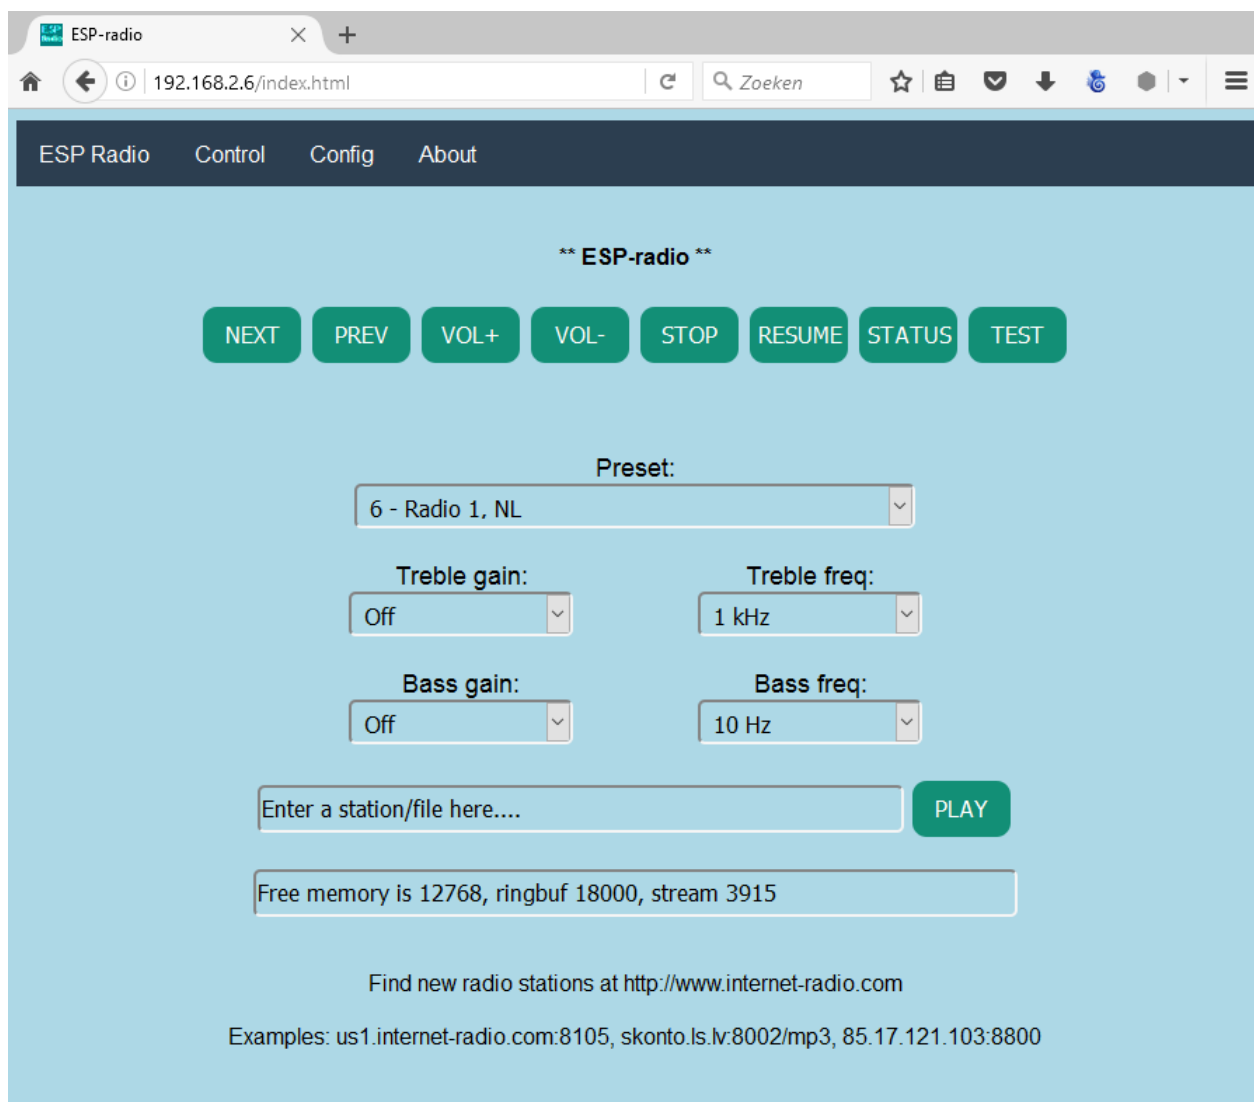 ESP-radio
192.168.2.6/index.html
Zoeken
ESP Radio Control Config About
** ESP-radio **
NEXT PREV VOL+ VOL- STOP RESUME STATUS TEST
Preset:
6 - Radio 1, NL
Treble gain: Treble freq:
Off 1 kHz
Bass gain: Bass freq:
Off 10 Hz
Enter a station/file here.... PLAY
Free memory is 12768, ringbuf 18000, stream 3915
Find new radio stations at http://www.internet-radio.com
Examples: us1.internet-radio.com:8105, skonto.ls.lv:8002/mp3, 85.17.121.103:8800